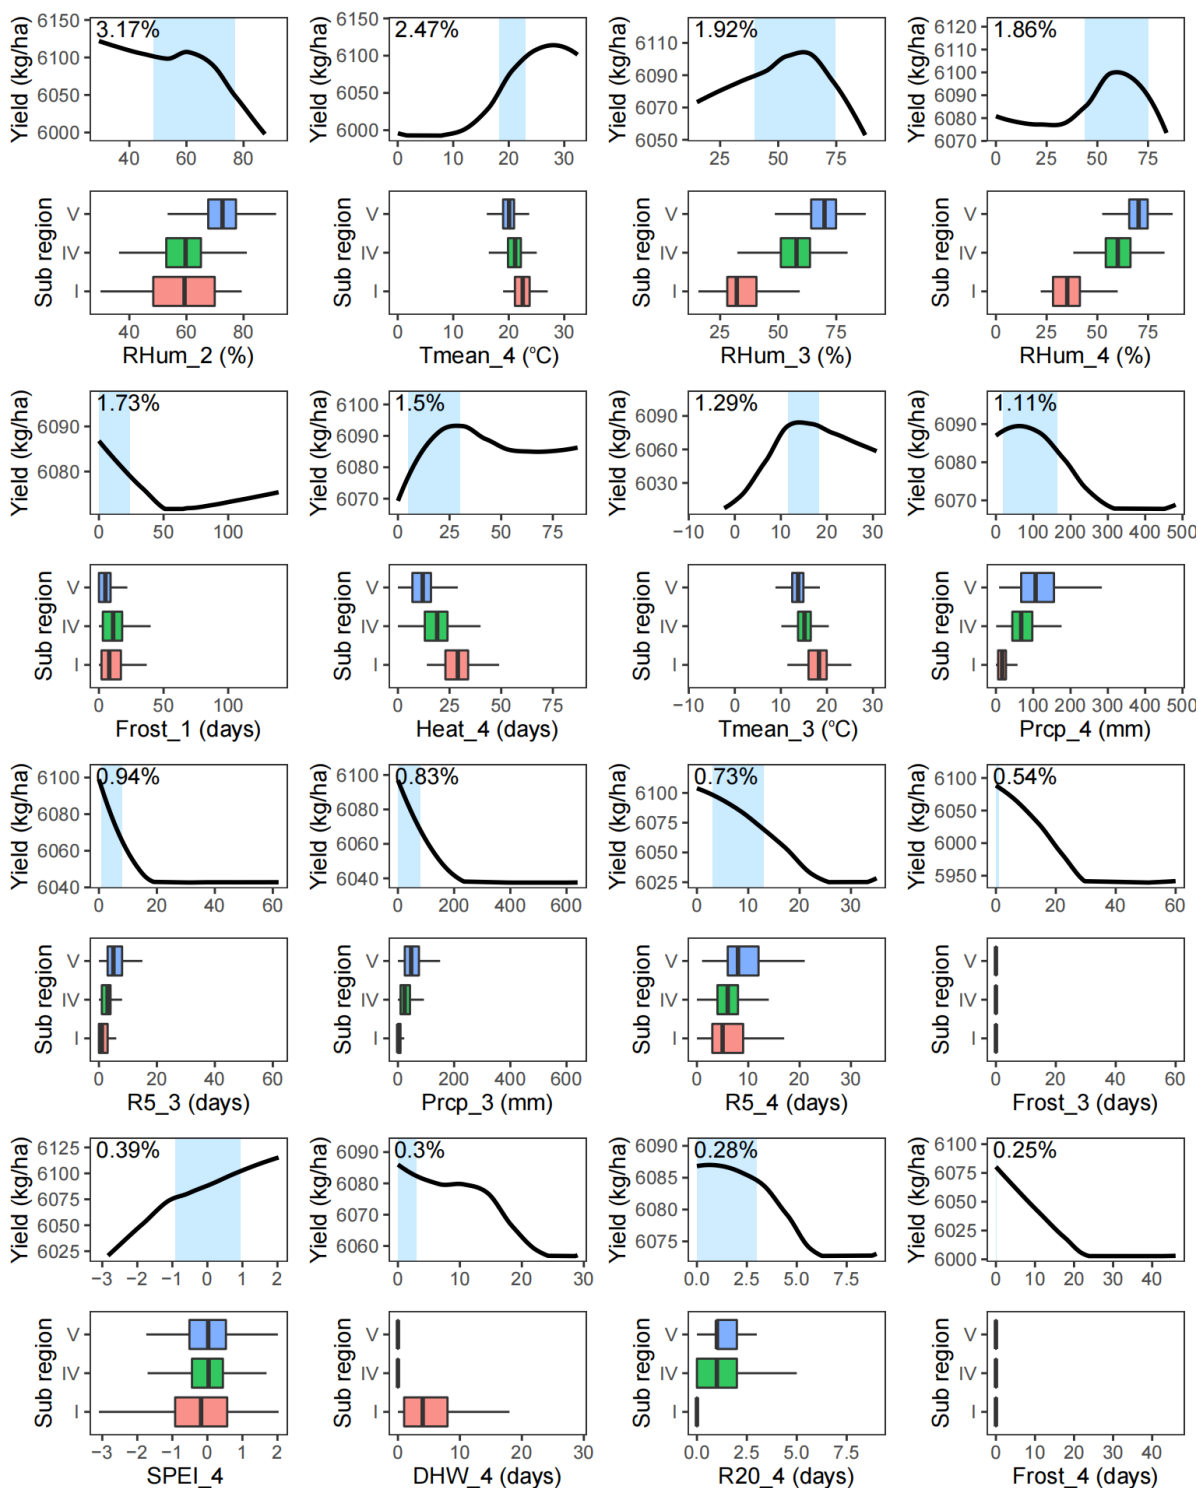 3.17%
Yield (kg/ha)
6150
6100
6050
6000
40 60 80
2.47%
Yield (kg/ha)
6150
6100
6050
6000
0 10 20 30
1.92%
Yield (kg/ha)
6110
6090
6070
6050
25 50 75
1.86%
Yield (kg/ha)
6120
6110
6100
6090
6080
6070
0 25 50 75
Sub region
V
IV
I
40 60 80
RHum_2 (%)
Sub region
V
IV
I
0 10 20 30
Tmean_4 (°C)
Sub region
V
IV
I
25 50 75
RHum_3 (%)
Sub region
V
IV
I
0 25 50 75
RHum_4 (%)
1.73%
Yield (kg/ha)
6090
6080
0 50 100
1.5%
Yield (kg/ha)
6100
6090
6080
6070
0 25 50 75
1.29%
Yield (kg/ha)
6090
6060
6030
−10 0 10 20 30
1.11%
Yield (kg/ha)
6090
6080
6070
0 100 200 300 400 500
Sub region
V
IV
I
0 50 100
Frost_1 (days)
Sub region
V
IV
I
0 25 50 75
Heat_4 (days)
Sub region
V
IV
I
−10 0 10 20 30
Tmean_3 (°C)
Sub region
V
IV
I
0 100 200 300 400 500
Prcp_4 (mm)
0.94%
Yield (kg/ha)
6100
6080
6060
6040
0 20 40 60
0.83%
Yield (kg/ha)
6100
6080
6060
6040
0 200 400 600
0.73%
Yield (kg/ha)
6100
6075
6050
6025
0 10 20 30
0.54%
Yield (kg/ha)
6100
6050
6000
5950
0 20 40 60
Sub region
V
IV
I
0 20 40 60
R5_3 (days)
Sub region
V
IV
I
0 200 400 600
Prcp_3 (mm)
Sub region
V
IV
I
0 10 20 30
R5_4 (days)
Sub region
V
IV
I
0 20 40 60
Frost_3 (days)
0.39%
Yield (kg/ha)
6125
6100
6075
6050
6025
−3 −2 −1 0 1 2
0.3%
Yield (kg/ha)
6090
6080
6070
6060
0 10 20 30
0.28%
Yield (kg/ha)
6090
6085
6080
6075
0.0 2.5 5.0 7.5
0.25%
Yield (kg/ha)
6100
6075
6050
6025
6000
0 20 40
Sub region
V
IV
I
−3 −2 −1 0 1 2
SPEI_4
Sub region
V
IV
I
0 10 20 30
DHW_4 (days)
Sub region
V
IV
I
0.0 2.5 5.0 7.5
R20_4 (days)
Sub region
V
IV
I
0 20 40
Frost_4 (days)